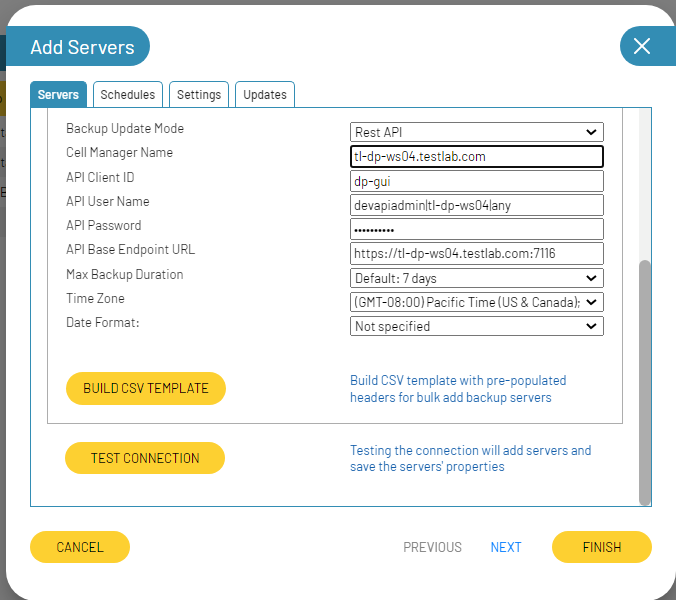 Add Servers
Servers Schedules Settings Updates
Backup Update Mode Rest API
Cell Manager Name tl-dp-ws04.testlab.com
API Client ID dp-gui
API User Name devapiadmin|tl-dp-ws04|any
API Password ••••••••••
API Base Endpoint URL https://tl-dp-ws04.testlab.com:7116
Max Backup Duration Default: 7 days
Time Zone (GMT-08:00) Pacific Time (US & Canada);
Date Format: Not specified
BUILD CSV TEMPLATE Build CSV template with pre-populated
headers for bulk add backup servers
TEST CONNECTION Testing the connection will add servers and
save the servers' properties
CANCEL PREVIOUS NEXT FINISH